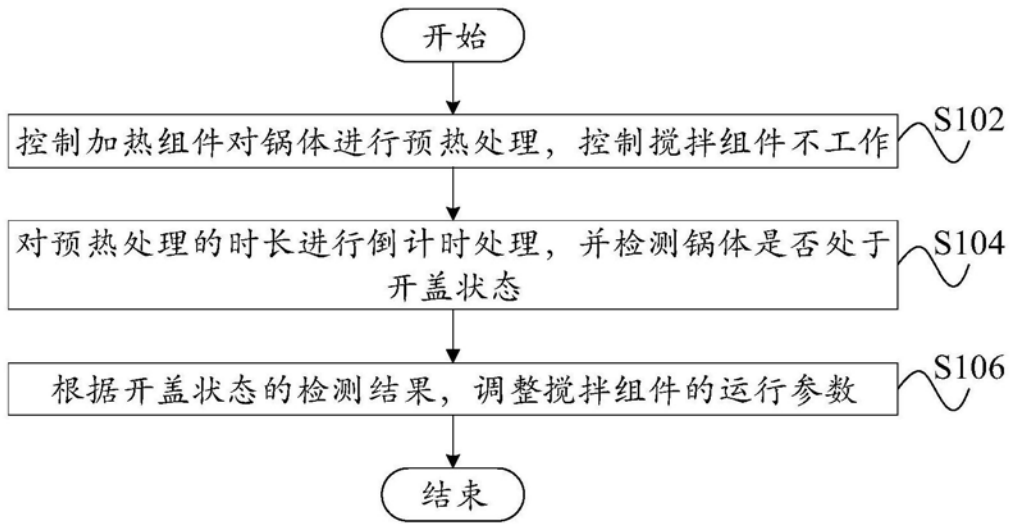 开始
控制加热组件对锅体进行预热处理，控制搅拌组件不工作
S102
对预热处理的时长进行倒计时处理，并检测锅体是否处于
开盖状态
S104
根据开盖状态的检测结果，调整搅拌组件的运行参数
S106
结束